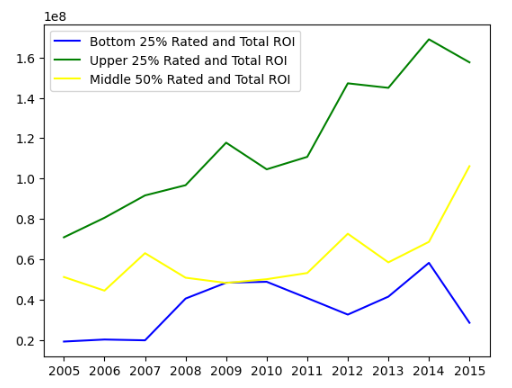 1e8
Bottom 25% Rated and Total ROI
Upper 25% Rated and Total ROI
Middle 50% Rated and Total ROI
1.6
1.4
1.2
1.0
0.8
0.6
0.4
0.2
2005 2006 2007 2008 2009 2010 2011 2012 2013 2014 2015